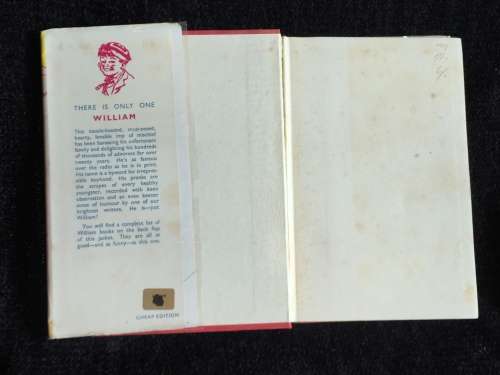 THERE IS ONLY ONE
WILLIAM
This tousle-headed, snub-nosed,
hearty, lovable imp of mischief
has been harassing his unfortunate
family and delighting his hundreds
of thousands of admirers for over
twenty years. He's as famous
over the radio as he is in print.
His name is a byword for irrepres-
sible boyhood. His pranks are
the scrapes of every healthy
youngster! Recorded with keen
observation and an even keener
sense of humour by one of our
brightest writers. He is—just
William!
You will find a complete list of
William books on the back flap
of this jacket. They are all as
good—and as funny—as this one.
CHEAP EDITION